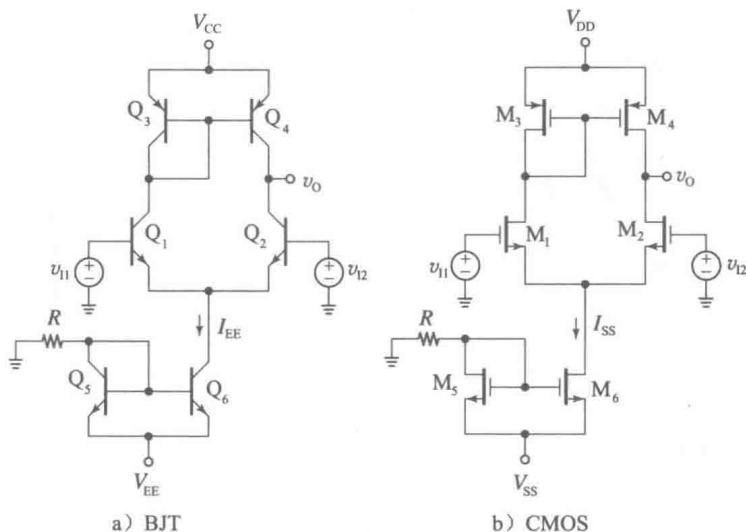 V_CC
Q_3
Q_4
v_O
Q_1
Q_2
v_I1
v_I2
R
I_EE
Q_5
Q_6
V_EE
a）BJT
V_DD
M_3
M_4
v_O
M_1
M_2
v_I1
v_I2
R
I_SS
M_5
M_6
V_SS
b）CMOS